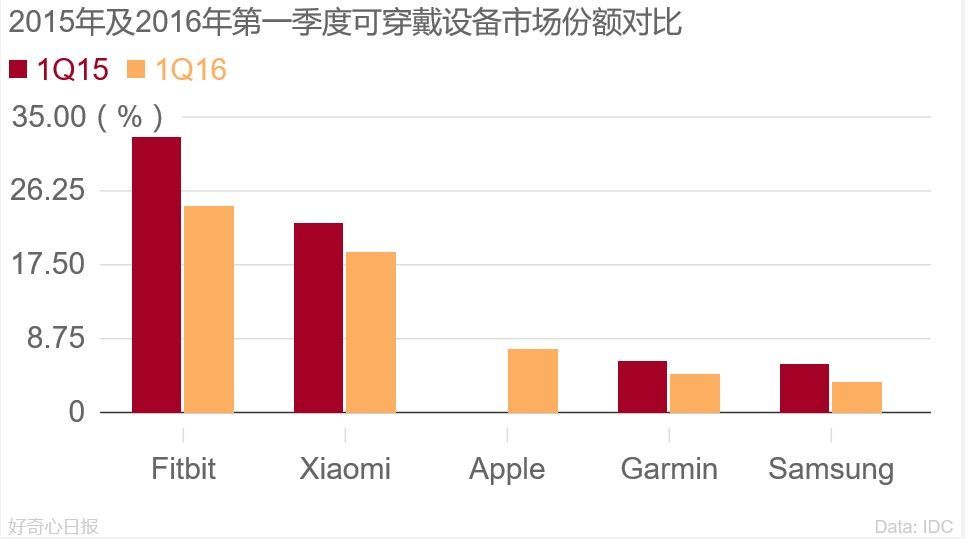 2015年及2016年第一季度可穿戴设备市场份额对比
1Q15 1Q16
35.00 ( % )
26.25
17.50
8.75
0
Fitbit Xiaomi Apple Garmin Samsung
好奇心日报 Data: IDC